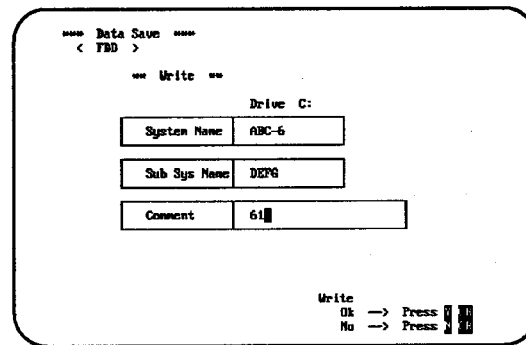 *** Data Save ***
< FDD >
** Write **
Drive C:
System Name ABC-6
Sub Sys Name DEFG
Comment 61
Write
Ok --> Press
No --> Press